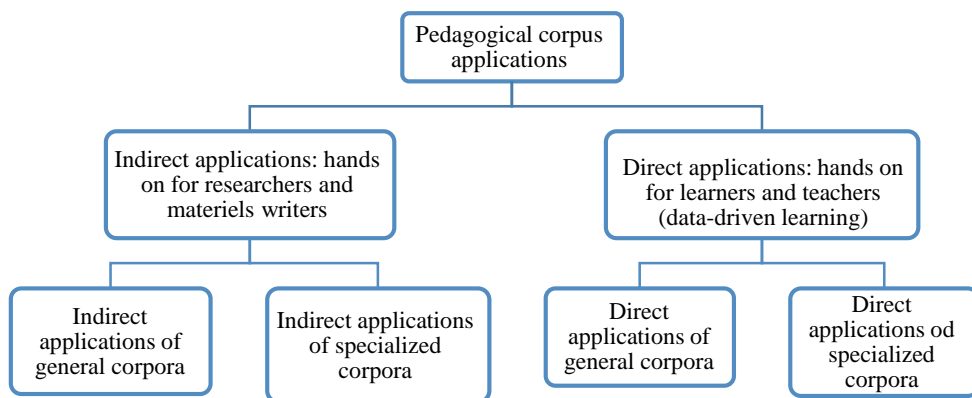 Pedagogical corpus
applications
Indirect applications: hands
on for researchers and
materiels writers
Direct applications: hands on
for learners and teachers
(data-driven learning)
Indirect
applications of
general corpora
Indirect applications
of specialized
corpora
Direct
applications of
general corpora
Direct
applications od
specialized
corpora